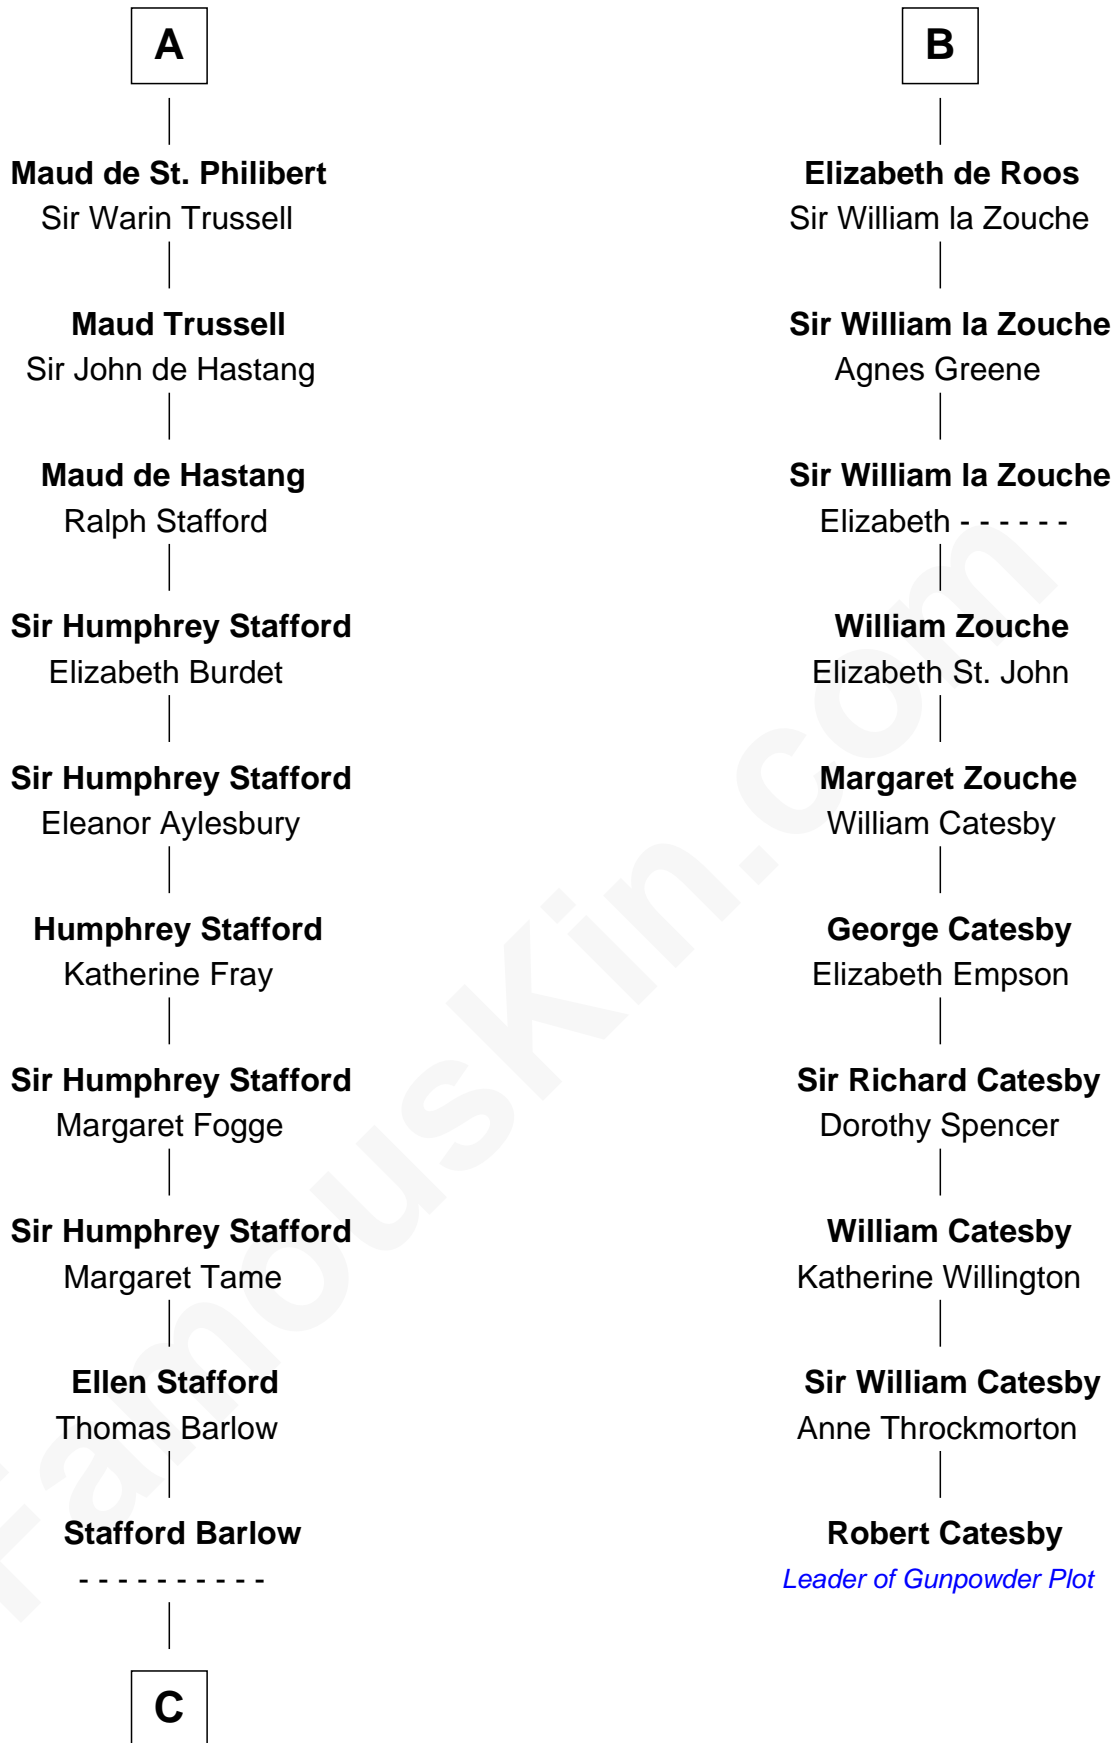 A
Maud de St. Philibert
Sir Warin Trussell
Maud Trussell
Sir John de Hastang
Maud de Hastang
Ralph Stafford
Sir Humphrey Stafford
Elizabeth Burdet
Sir Humphrey Stafford
Eleanor Aylesbury
Humphrey Stafford
Katherine Fray
Sir Humphrey Stafford
Margaret Fogge
Sir Humphrey Stafford
Margaret Tame
Ellen Stafford
Thomas Barlow
Stafford Barlow
- - - - - - - - - -
C
B
Elizabeth de Roos
Sir William la Zouche
Sir William la Zouche
Agnes Greene
Sir William la Zouche
Elizabeth - - - - - -
William Zouche
Elizabeth St. John
Margaret Zouche
William Catesby
George Catesby
Elizabeth Empson
Sir Richard Catesby
Dorothy Spencer
William Catesby
Katherine Willington
Sir William Catesby
Anne Throckmorton
Robert Catesby
Leader of Gunpowder Plot
FamousKin.com